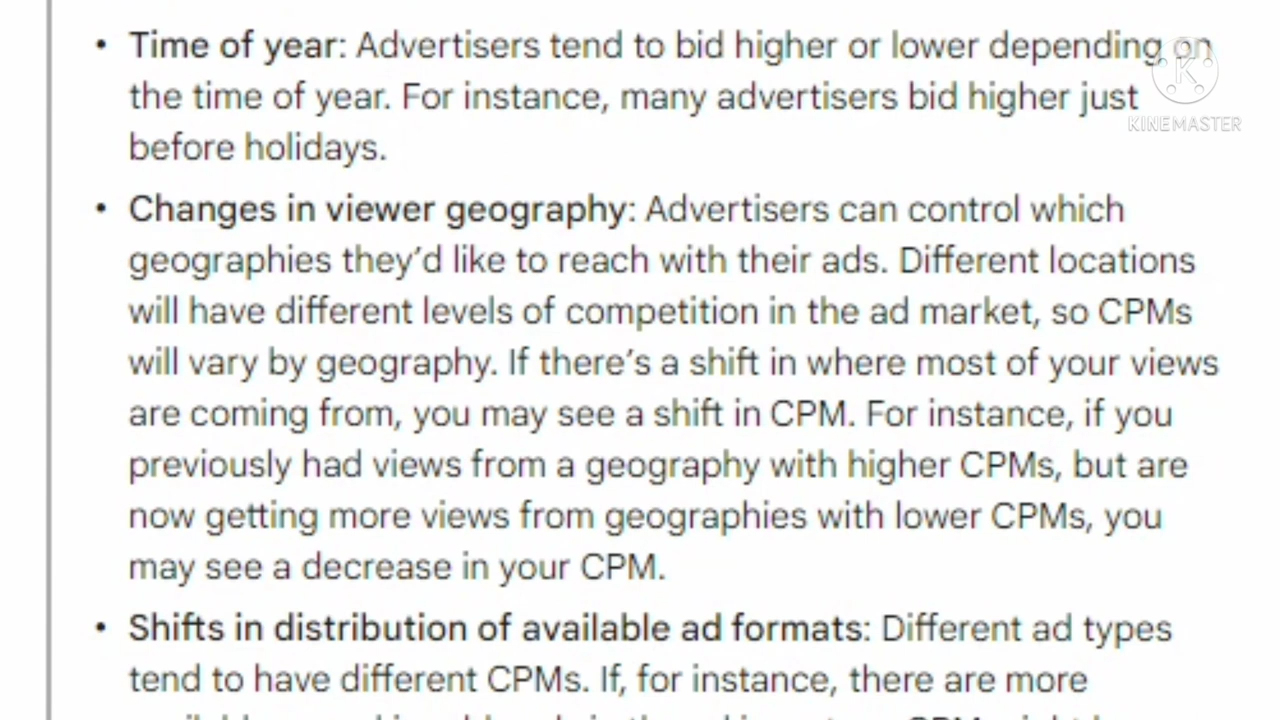 • Time of year: Advertisers tend to bid higher or lower depending on
the time of year. For instance, many advertisers bid higher just
before holidays.
• Changes in viewer geography: Advertisers can control which
geographies they'd like to reach with their ads. Different locations
will have different levels of competition in the ad market, so CPMs
will vary by geography. If there's a shift in where most of your views
are coming from, you may see a shift in CPM. For instance, if you
previously had views from a geography with higher CPMs, but are
now getting more views from geographies with lower CPMs, you
may see a decrease in your CPM.
• Shifts in distribution of available ad formats: Different ad types
tend to have different CPMs. If, for instance, there are more
K
KINEMASTER